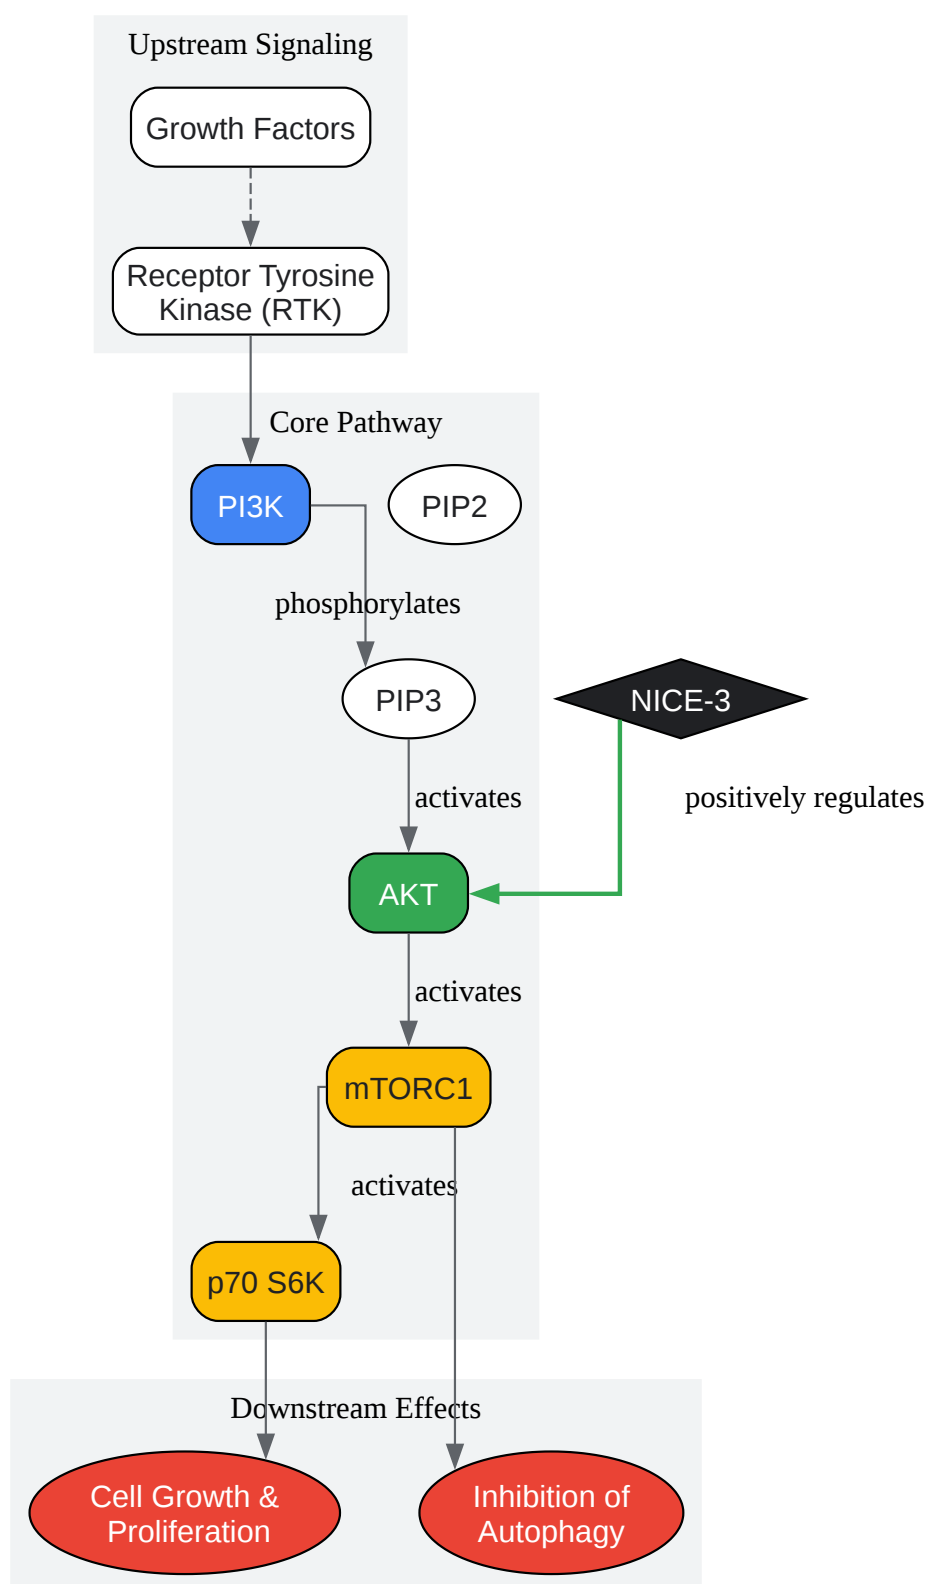 Upstream Signaling
Growth Factors
Receptor Tyrosine
Kinase (RTK)
Core Pathway
PI3K
PIP2
phosphorylates
PIP3
NICE-3
activates
positively regulates
AKT
activates
mTORC1
activates
p70 S6K
Downstream Effects
Cell Growth &
Proliferation
Inhibition of
Autophagy